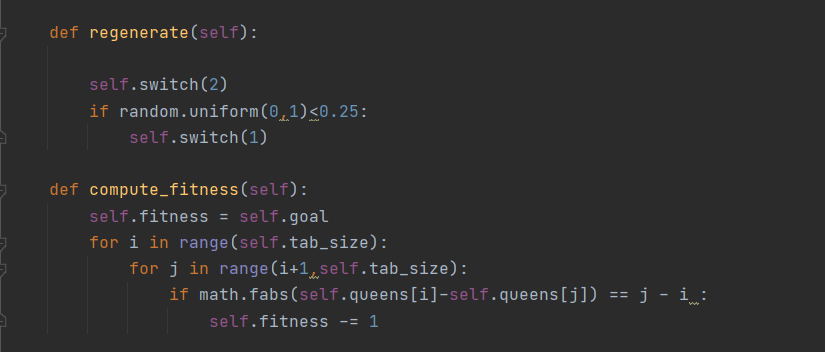 def regenerate(self):
self.switch(2)
if random.uniform(0,1)<0.25:
self.switch(1)
def compute_fitness(self):
self.fitness = self.goal
for i in range(self.tab_size):
for j in range(i+1,self.tab_size):
if math.fabs(self.queens[i]-self.queens[j]) == j - i :
self.fitness -= 1